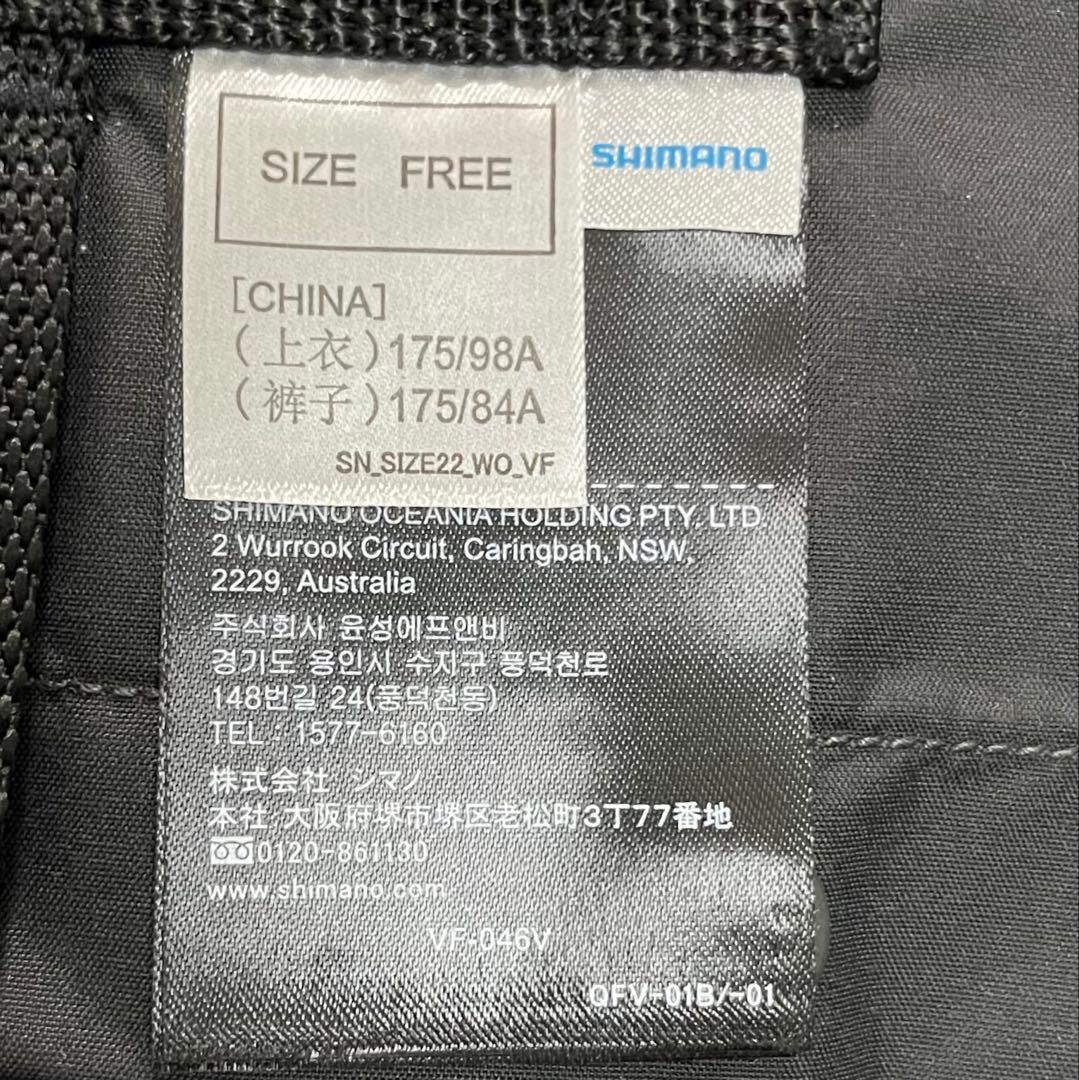 SIZE FREE
SHIMANO
[CHINA]
(上衣)175/98A
(裤子)175/84A
SN_SIZE22_WO_VF
SHIMANO OCEANIA HOLDING PTY. LTD.
2 Wurrook Circuit, Caringbah, NSW,
2229, Australia
주식회사 윤성에프앤비
경기도 용인시 수지구 풍덕천로
148번길 24(풍덕천동)
TEL : 1577-6160
株式会社 シマノ
本社 大阪府堺市堺区老松町3丁77番地
0120-861130
www.shimano.com
VF-046V
QFV-01B/-01